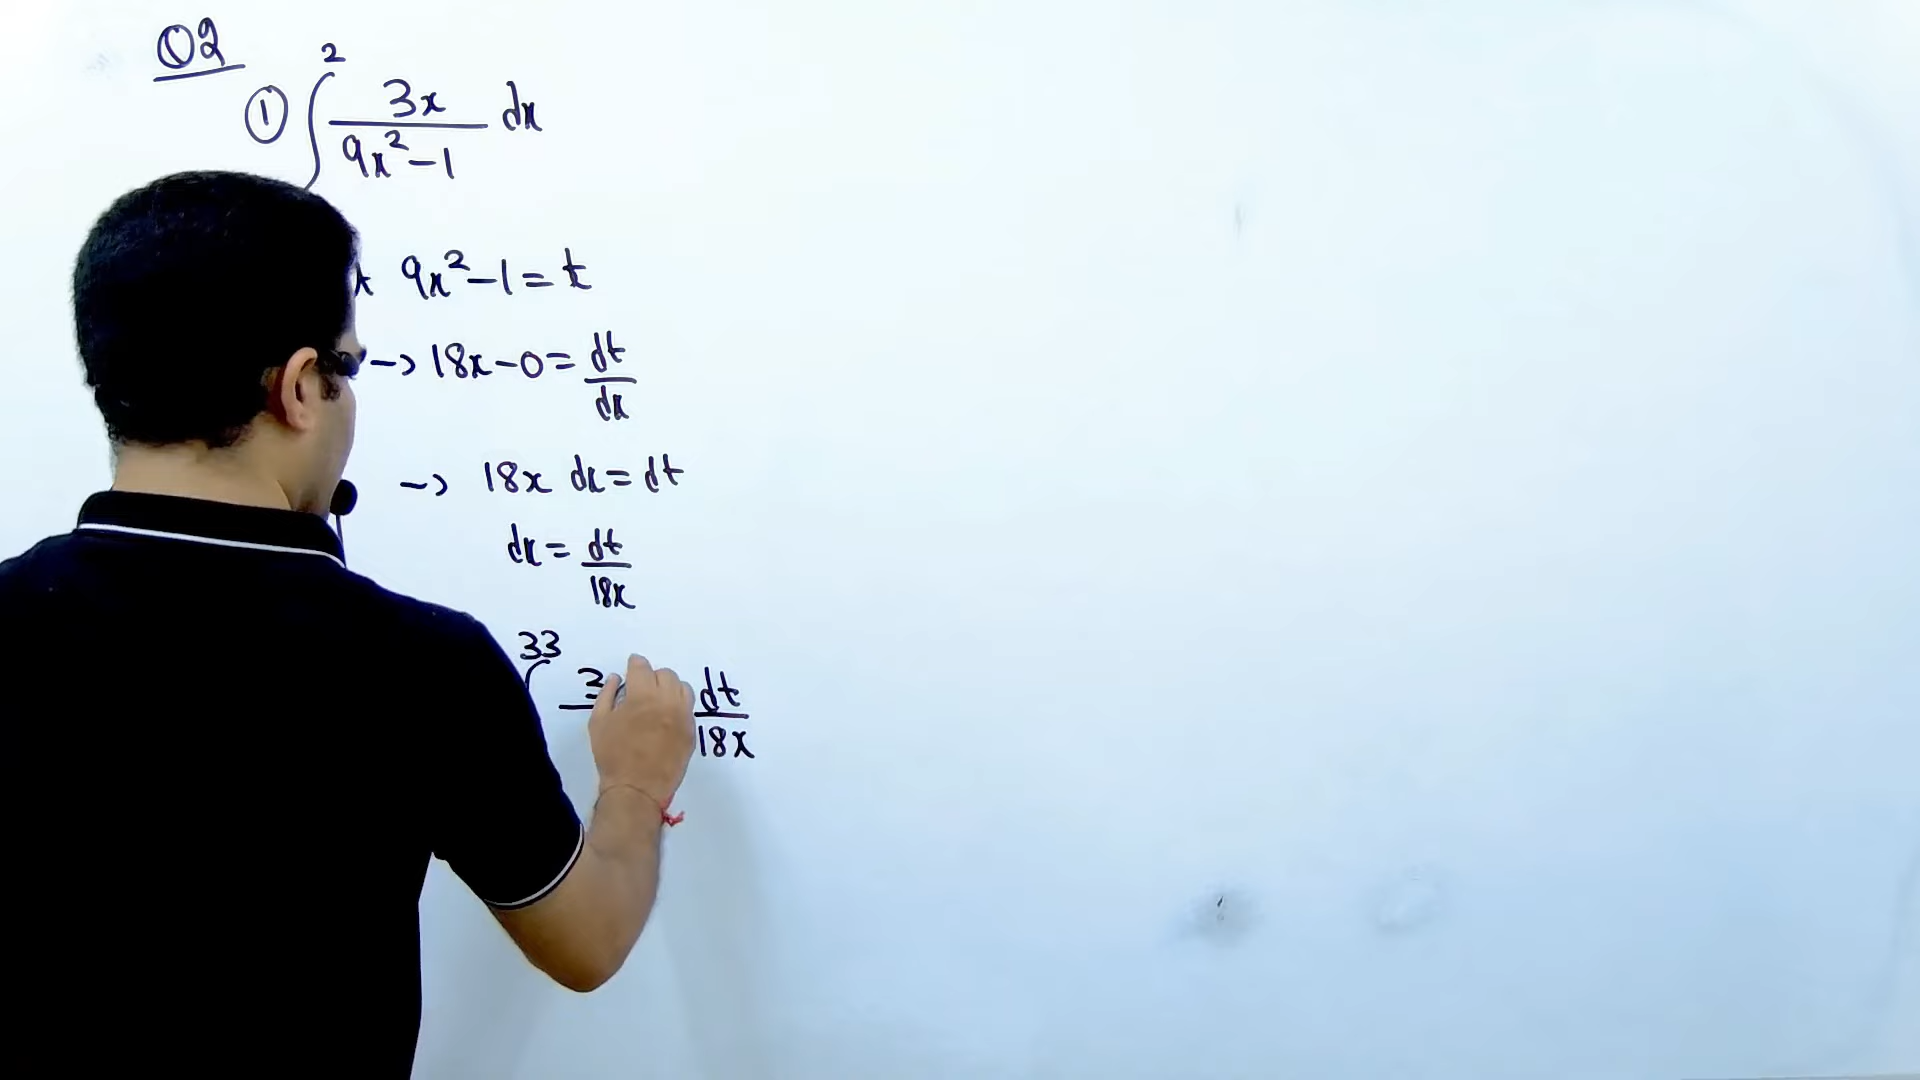 Q2
① ∫² 3x/(9x²-1) dx
9x²-1=t
→ 18x-0=dt/dx
→ 18x dx=dt
dx=dt/18x
33 3 dt/18x